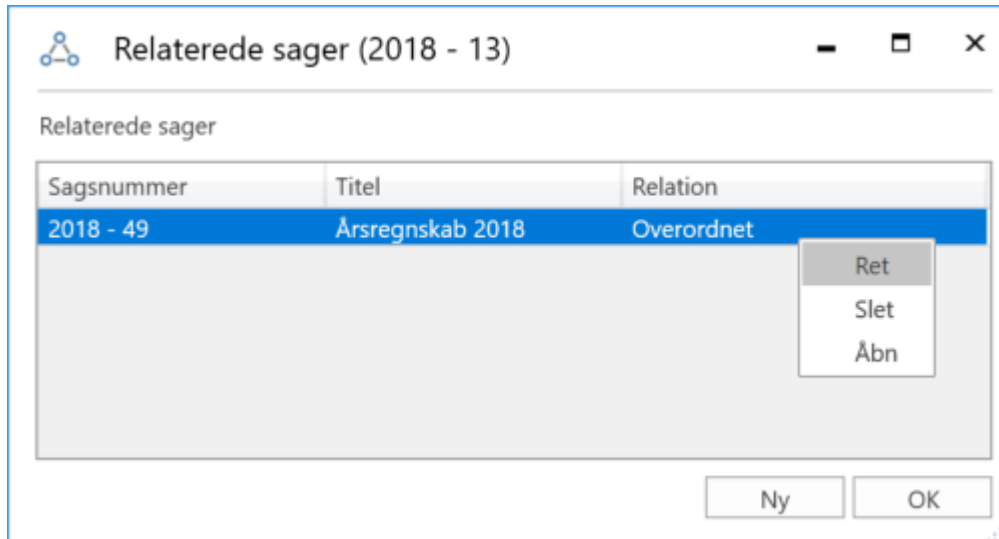 Relaterede sager (2018 - 13)
Relaterede sager
Sagsnummer Titel Relation
2018 - 49 Årsregnskab 2018 Overordnet
Ret
Slet
Åbn
Ny OK